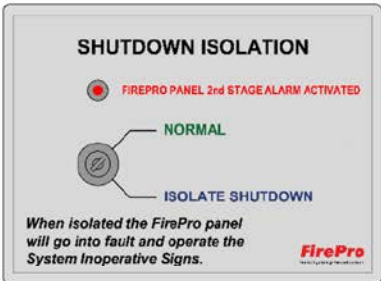 SHUTDOWN ISOLATION
FIREPRO PANEL 2nd STAGE ALARM ACTIVATED
NORMAL
ISOLATE SHUTDOWN
When isolated the FirePro panel
will go into fault and operate the
System Inoperative Signs.
FirePro